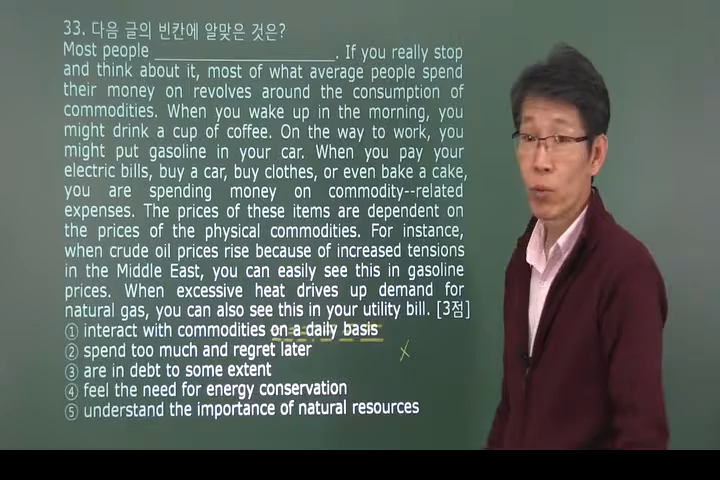 33. 다음 글의 빈칸에 알맞은 것은?
Most people ____________________. If you really stop
and think about it, most of what average people spend
their money on revolves around the consumption of
commodities. When you wake up in the morning, you
might drink a cup of coffee. On the way to work, you
might put gasoline in your car. When you pay your
electric bills, buy a car, buy clothes, or even bake a cake,
you are spending money on commodity--related
expenses. The prices of these items are dependent on
the prices of the physical commodities. For instance,
when crude oil prices rise because of increased tensions
in the Middle East, you can easily see this in gasoline
prices. When excessive heat drives up demand for
natural gas, you can also see this in your utility bill. [3점]
① interact with commodities on a daily basis
② spend too much and regret later
③ are in debt to some extent
④ feel the need for energy conservation
⑤ understand the importance of natural resources